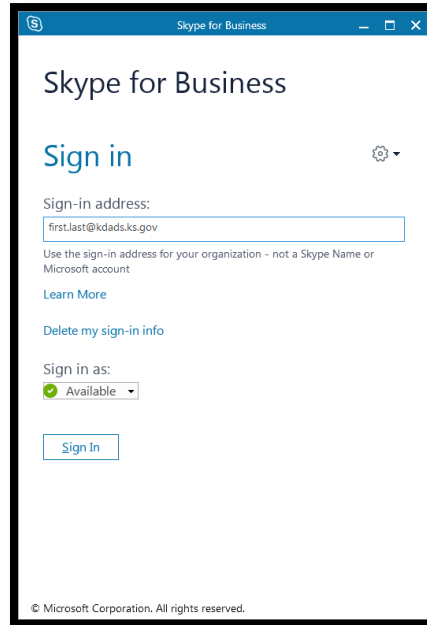 Skype for Business
Skype for Business
Sign in
Sign-in address:
first.last@kdads.ks.gov
Use the sign-in address for your organization - not a Skype Name or
Microsoft account
Learn More
Delete my sign-in info
Sign in as:
Available
Sign In
© Microsoft Corporation. All rights reserved.